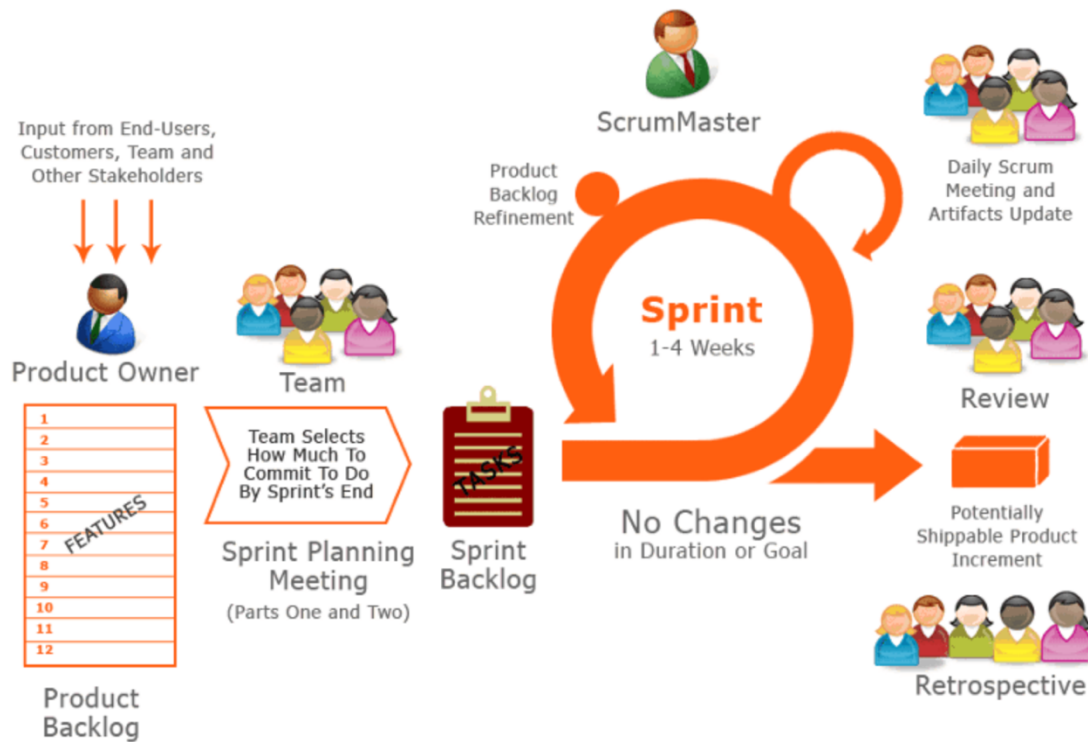 Input from End-Users,
Customers, Team and
Other Stakeholders
Product Owner
1
2
3
4
5
6
7
8
9
10
11
12
FEATURES
Product
Backlog
Team
Team Selects
How Much To
Commit To Do
By Sprint's End
Sprint Planning
Meeting
(Parts One and Two)
TASKS
Sprint
Backlog
ScrumMaster
Product
Backlog
Refinement
Sprint
1-4 Weeks
No Changes
in Duration or Goal
Daily Scrum
Meeting and
Artifacts Update
Review
Potentially
Shippable Product
Increment
Retrospective